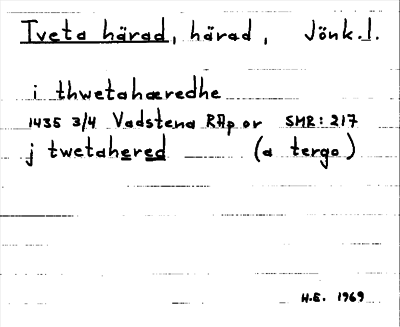 Tveta härad, härad, Jönk.l.
i thwetahæredhe
1435 3/4 Vadstena RAp or SMR: 217
j twetahered (a tergo)
H.E. 1969